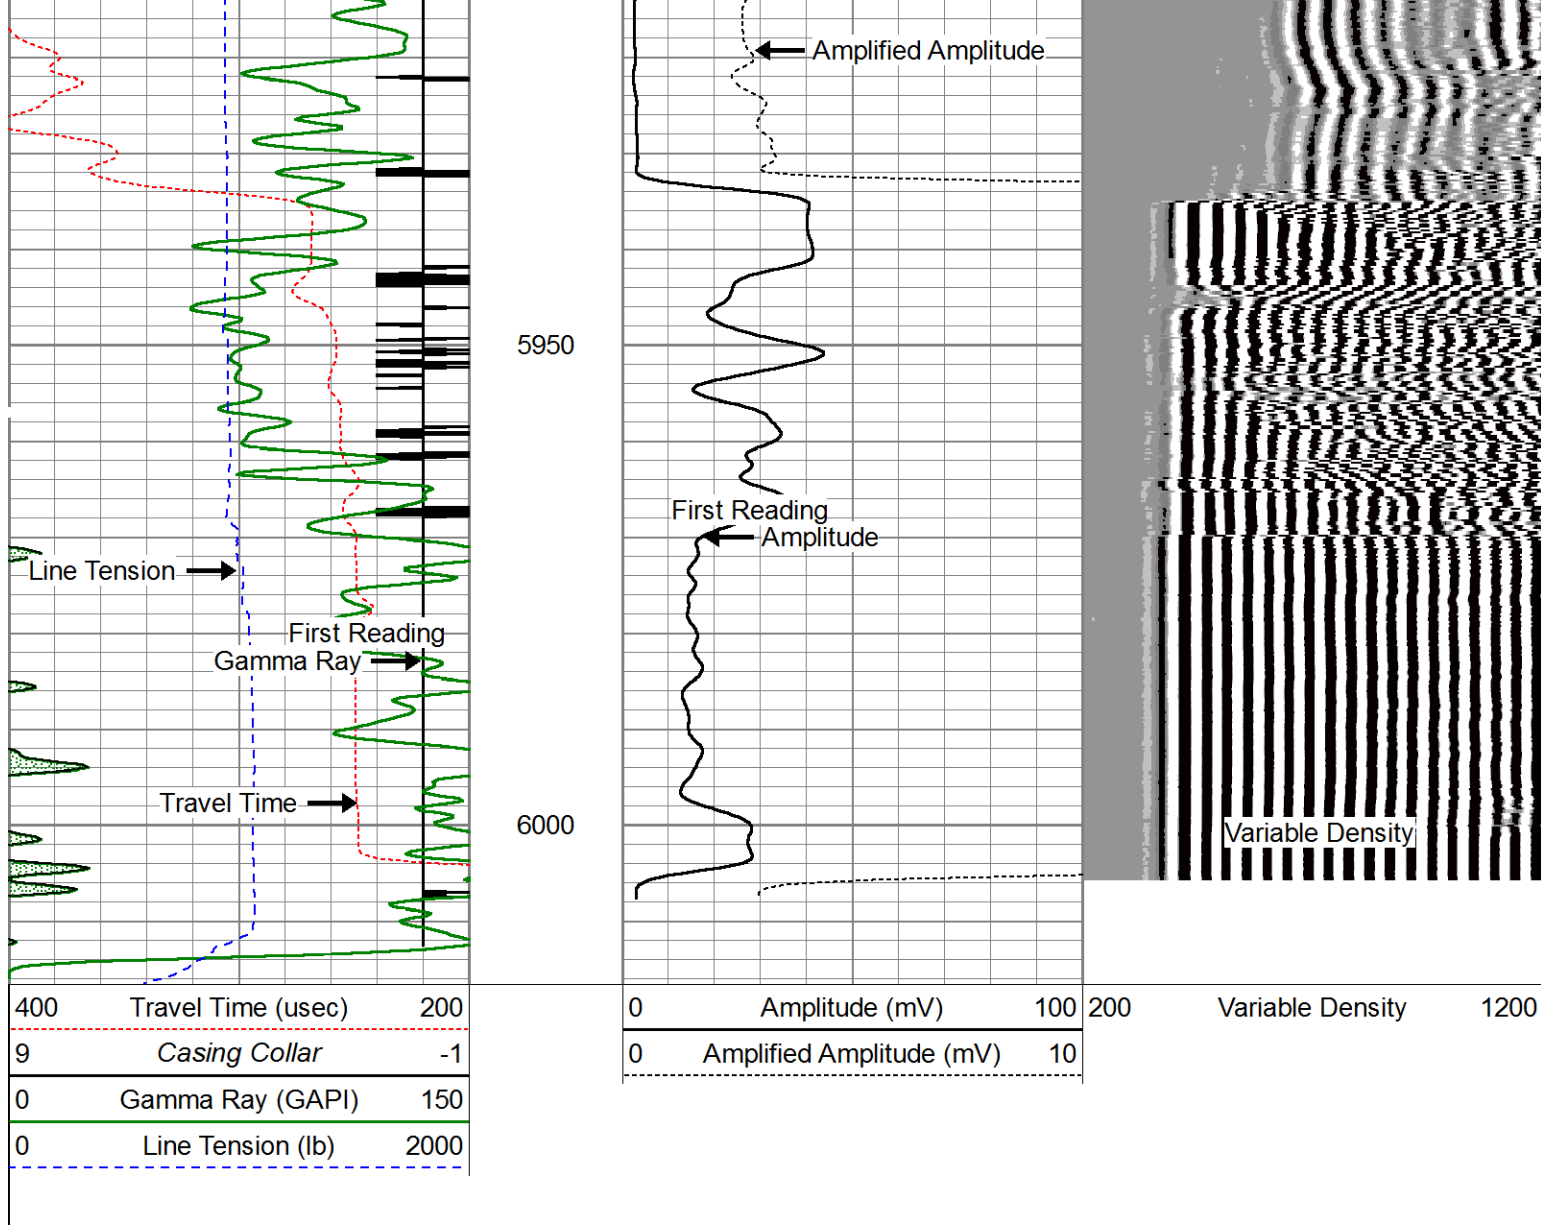 Amplified Amplitude
5950
First Reading
Amplitude
Line Tension
First Reading
Gamma Ray
Travel Time
6000
Variable Density
400 Travel Time (usec) 200
9 Casing Collar -1
0 Gamma Ray (GAPI) 150
0 Line Tension (lb) 2000
0 Amplitude (mV) 100
0 Amplified Amplitude (mV) 10
200 Variable Density 1200